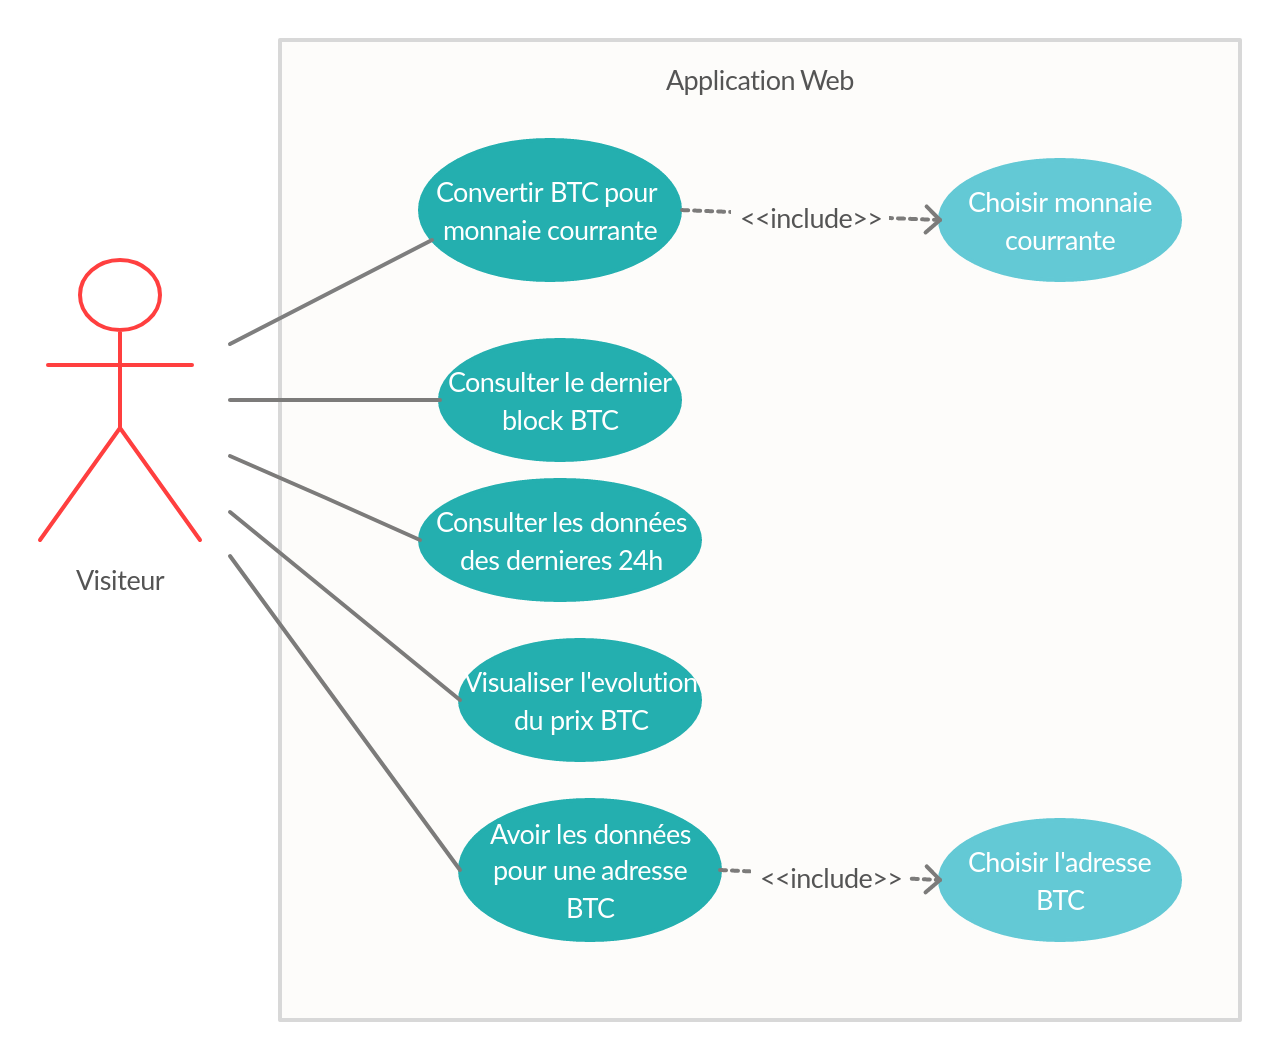 Application Web
Convertir BTC pour
monnaie courrante
<<include>>
Choisir monnaie
courrante
Consulter le dernier
block BTC
Consulter les données
des dernieres 24h
Visiteur
Visualiser l'evolution
du prix BTC
Avoir les données
pour une adresse
BTC
<<include>>
Choisir l'adresse
BTC